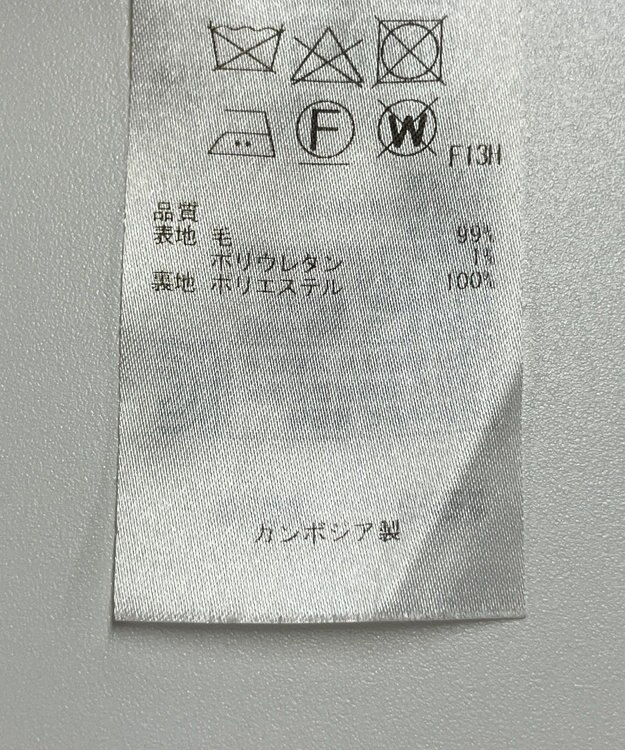 F W F13H
品質
表地 毛 99%
ポリウレタン 1%
裏地 ポリエステル 100%
カンボジア製